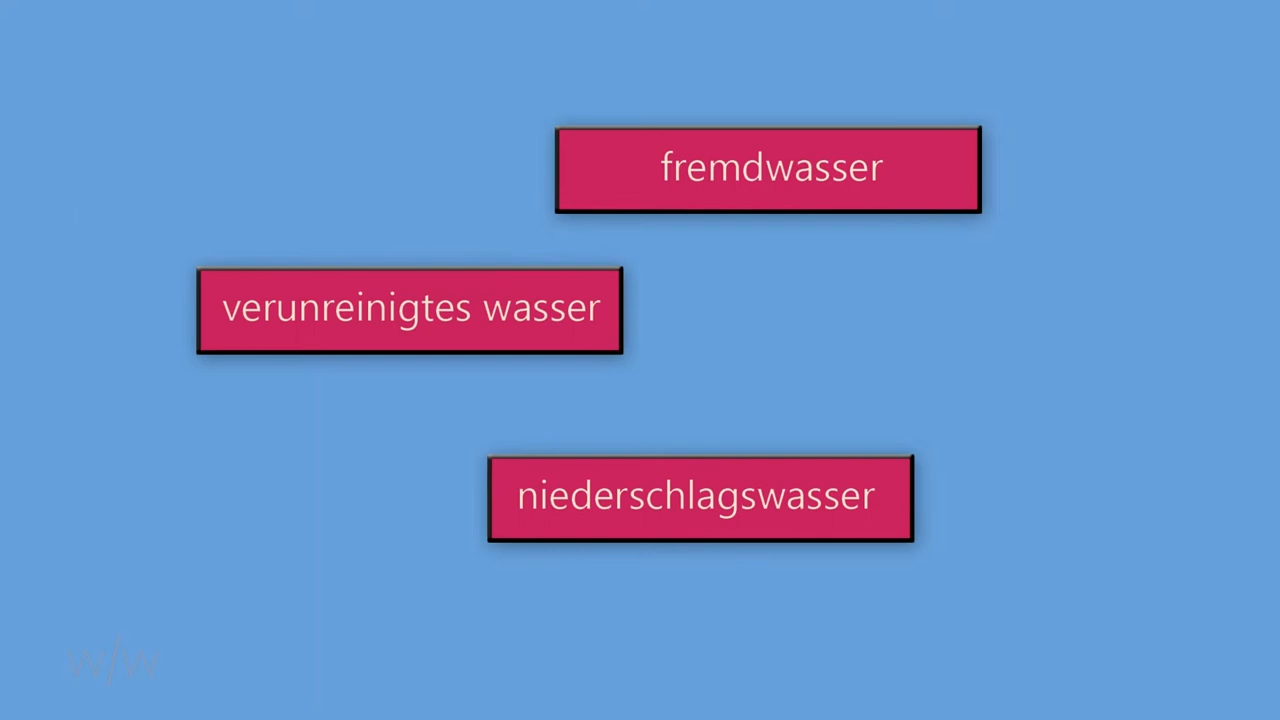 fremdwasser
verunreinigtes wasser
niederschlagswasser
w/w